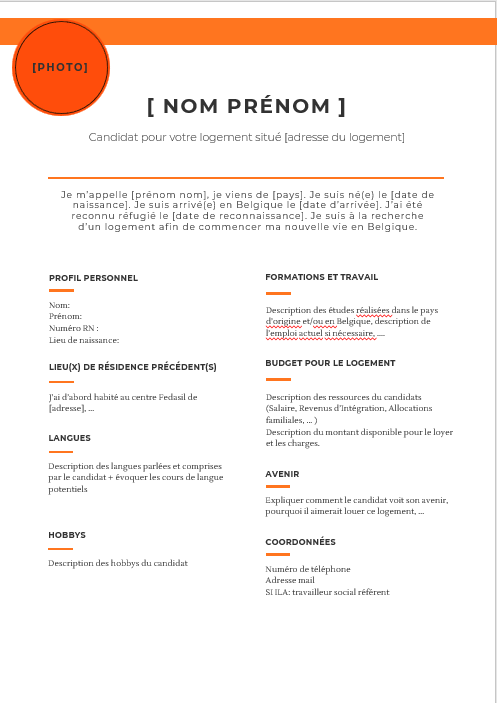 [PHOTO]
[ NOM PRÉNOM ]
Candidat pour votre logement situé [adresse du logement]
Je m'appelle [prénom nom], je viens de [pays]. Je suis né(e) le [date de
naissance]. Je suis arrivé(e) en Belgique le [date d'arrivée]. J'ai été
reconnu réfugié le [date de reconnaissance]. Je suis à la recherche
d'un logement afin de commencer ma nouvelle vie en Belgique.
PROFIL PERSONNEL
Nom:
Prénom:
Numéro RN :
Lieu de naissance:
LIEU(X) DE RÉSIDENCE PRÉCÉDENT(S)
J'ai d'abord habité au centre Fedasil de
[adresse], ...
LANGUES
Description des langues parlées et comprises
par le candidat + évoquer les cours de langue
potentiels
HOBBYS
Description des hobbys du candidat
FORMATIONS ET TRAVAIL
Description des études réalisées dans le pays
d'origine et/ou en Belgique, description de
l'emploi actuel si nécessaire, ....
BUDGET POUR LE LOGEMENT
Description des ressources du candidats
(Salaire, Revenus d'Intégration, Allocations
familiales, ... )
Description du montant disponible pour le loyer
et les charges.
AVENIR
Expliquer comment le candidat voit son avenir,
pourquoi il aimerait louer ce logement, ...
COORDONNÉES
Numéro de téléphone
Adresse mail
SI ILA: travailleur social référent